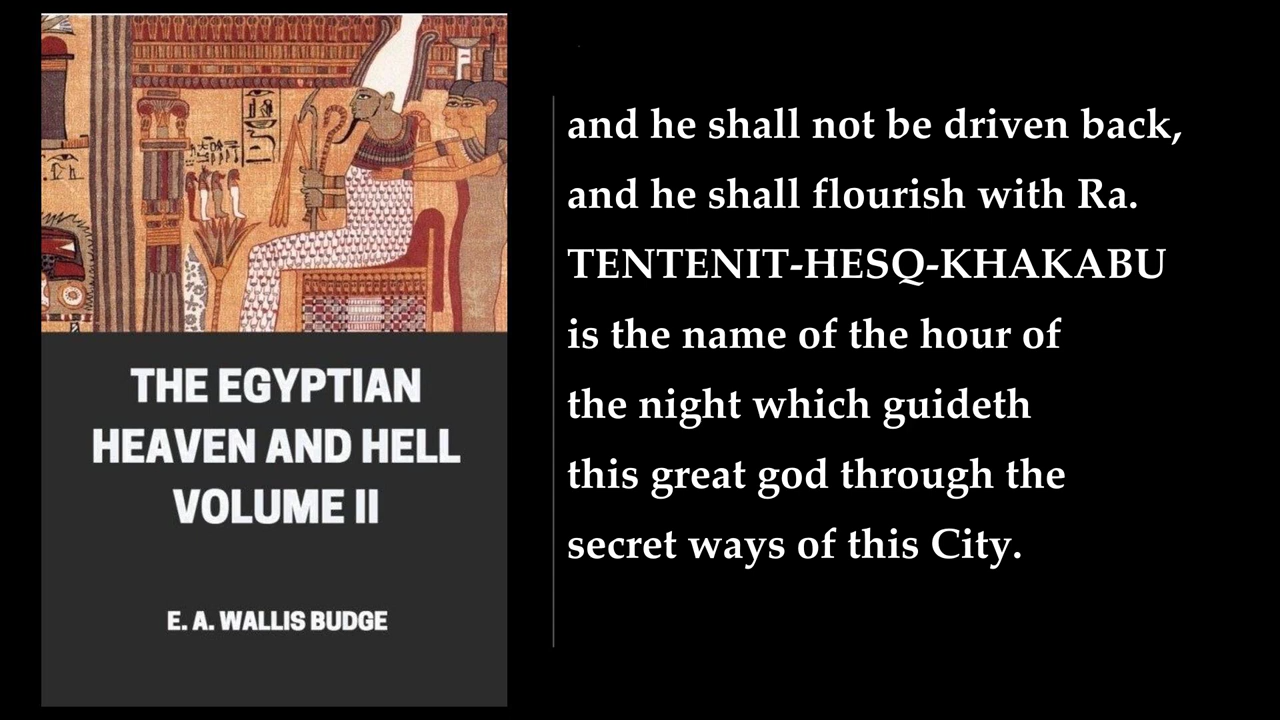 THE EGYPTIAN
HEAVEN AND HELL
VOLUME II
E. A. WALLIS BUDGE
and he shall not be driven back,
and he shall flourish with Ra.
TENTENIT-HESQ-KHAKABU
is the name of the hour of
the night which guideth
this great god through the
secret ways of this City.